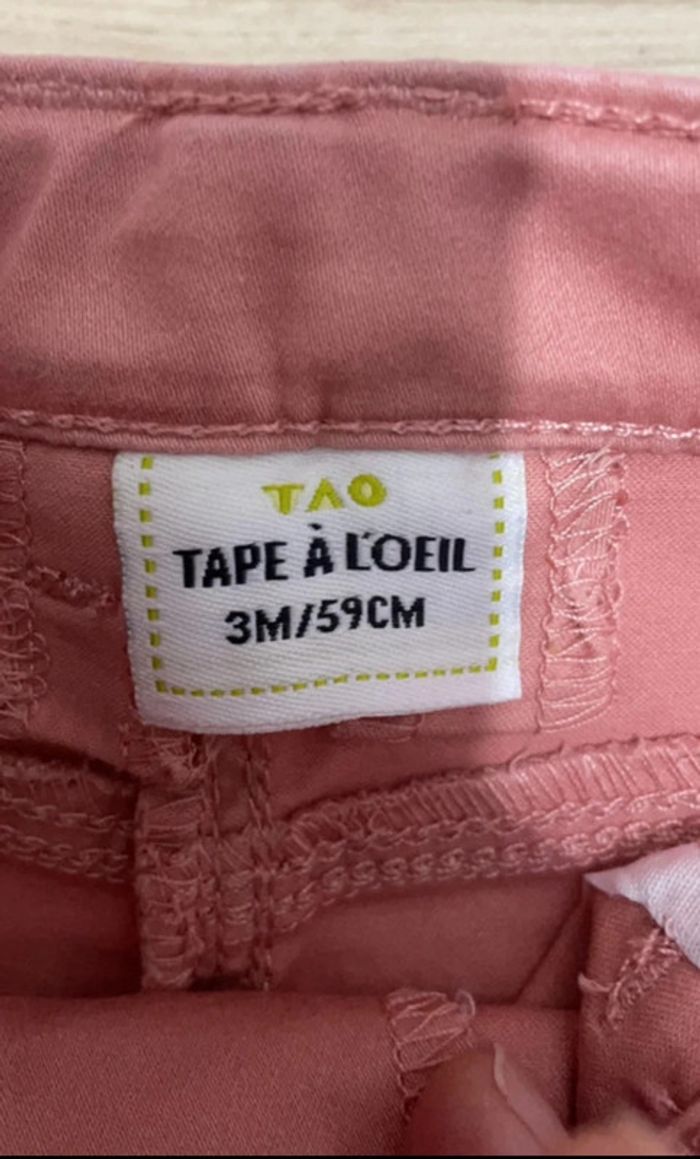 TAO
TAPE À L'OEIL
3M/59CM